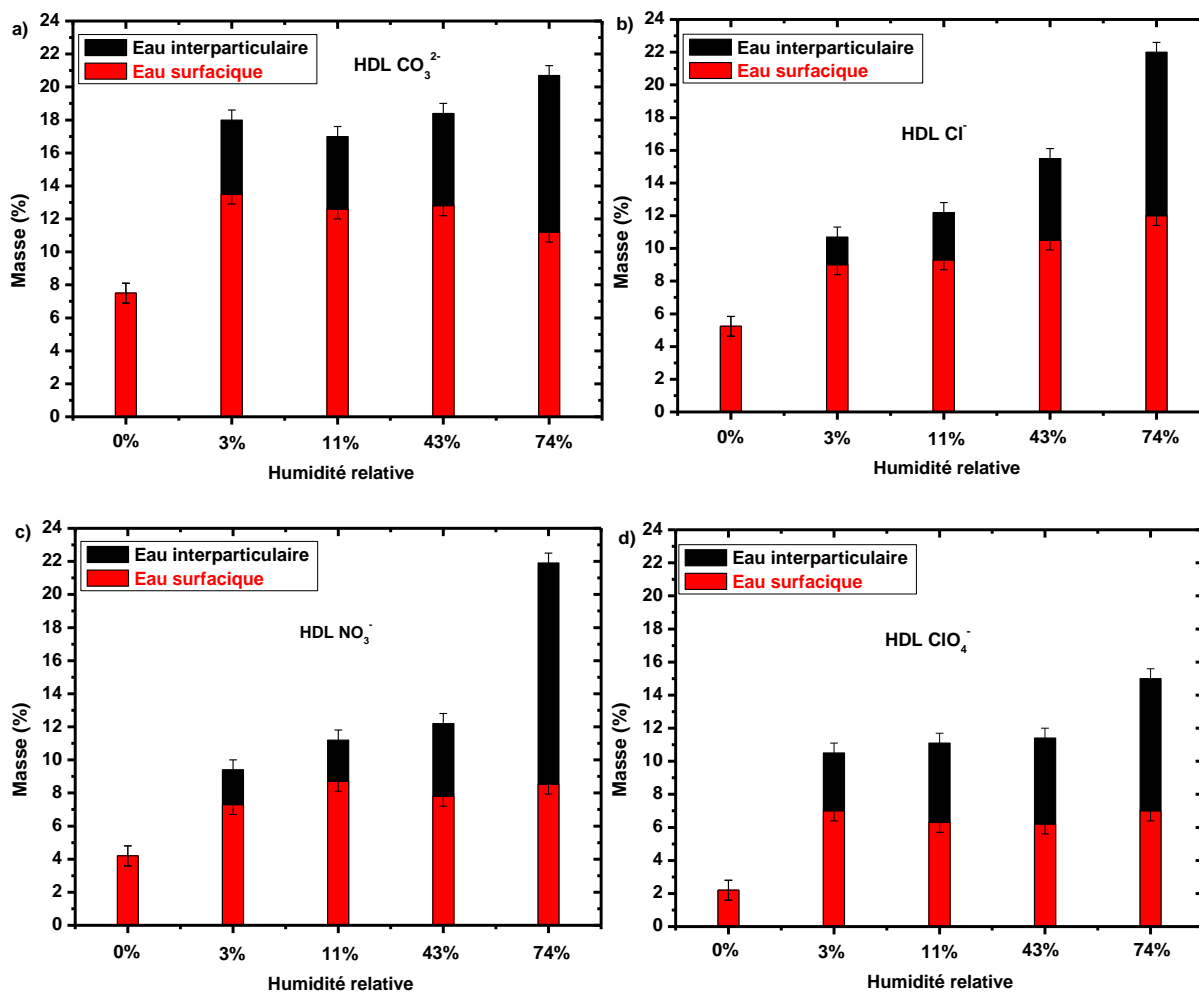 a)
Eau interparticulaire
Eau surfacique
HDL CO₃²⁻
Masse (%)
24
22
20
18
16
14
12
10
8
6
4
2
0
0% 3% 11% 43% 74%
Humidité relative
b)
Eau interparticulaire
Eau surfacique
HDL Cl⁻
Masse (%)
24
22
20
18
16
14
12
10
8
6
4
2
0
0% 3% 11% 43% 74%
Humidité relative
c)
Eau interparticulaire
Eau surfacique
HDL NO₃⁻
Masse (%)
24
22
20
18
16
14
12
10
8
6
4
2
0
0% 3% 11% 43% 74%
Humidité relative
d)
Eau interparticulaire
Eau surfacique
HDL ClO₄⁻
Masse (%)
24
22
20
18
16
14
12
10
8
6
4
2
0
0% 3% 11% 43% 74%
Humidité relative